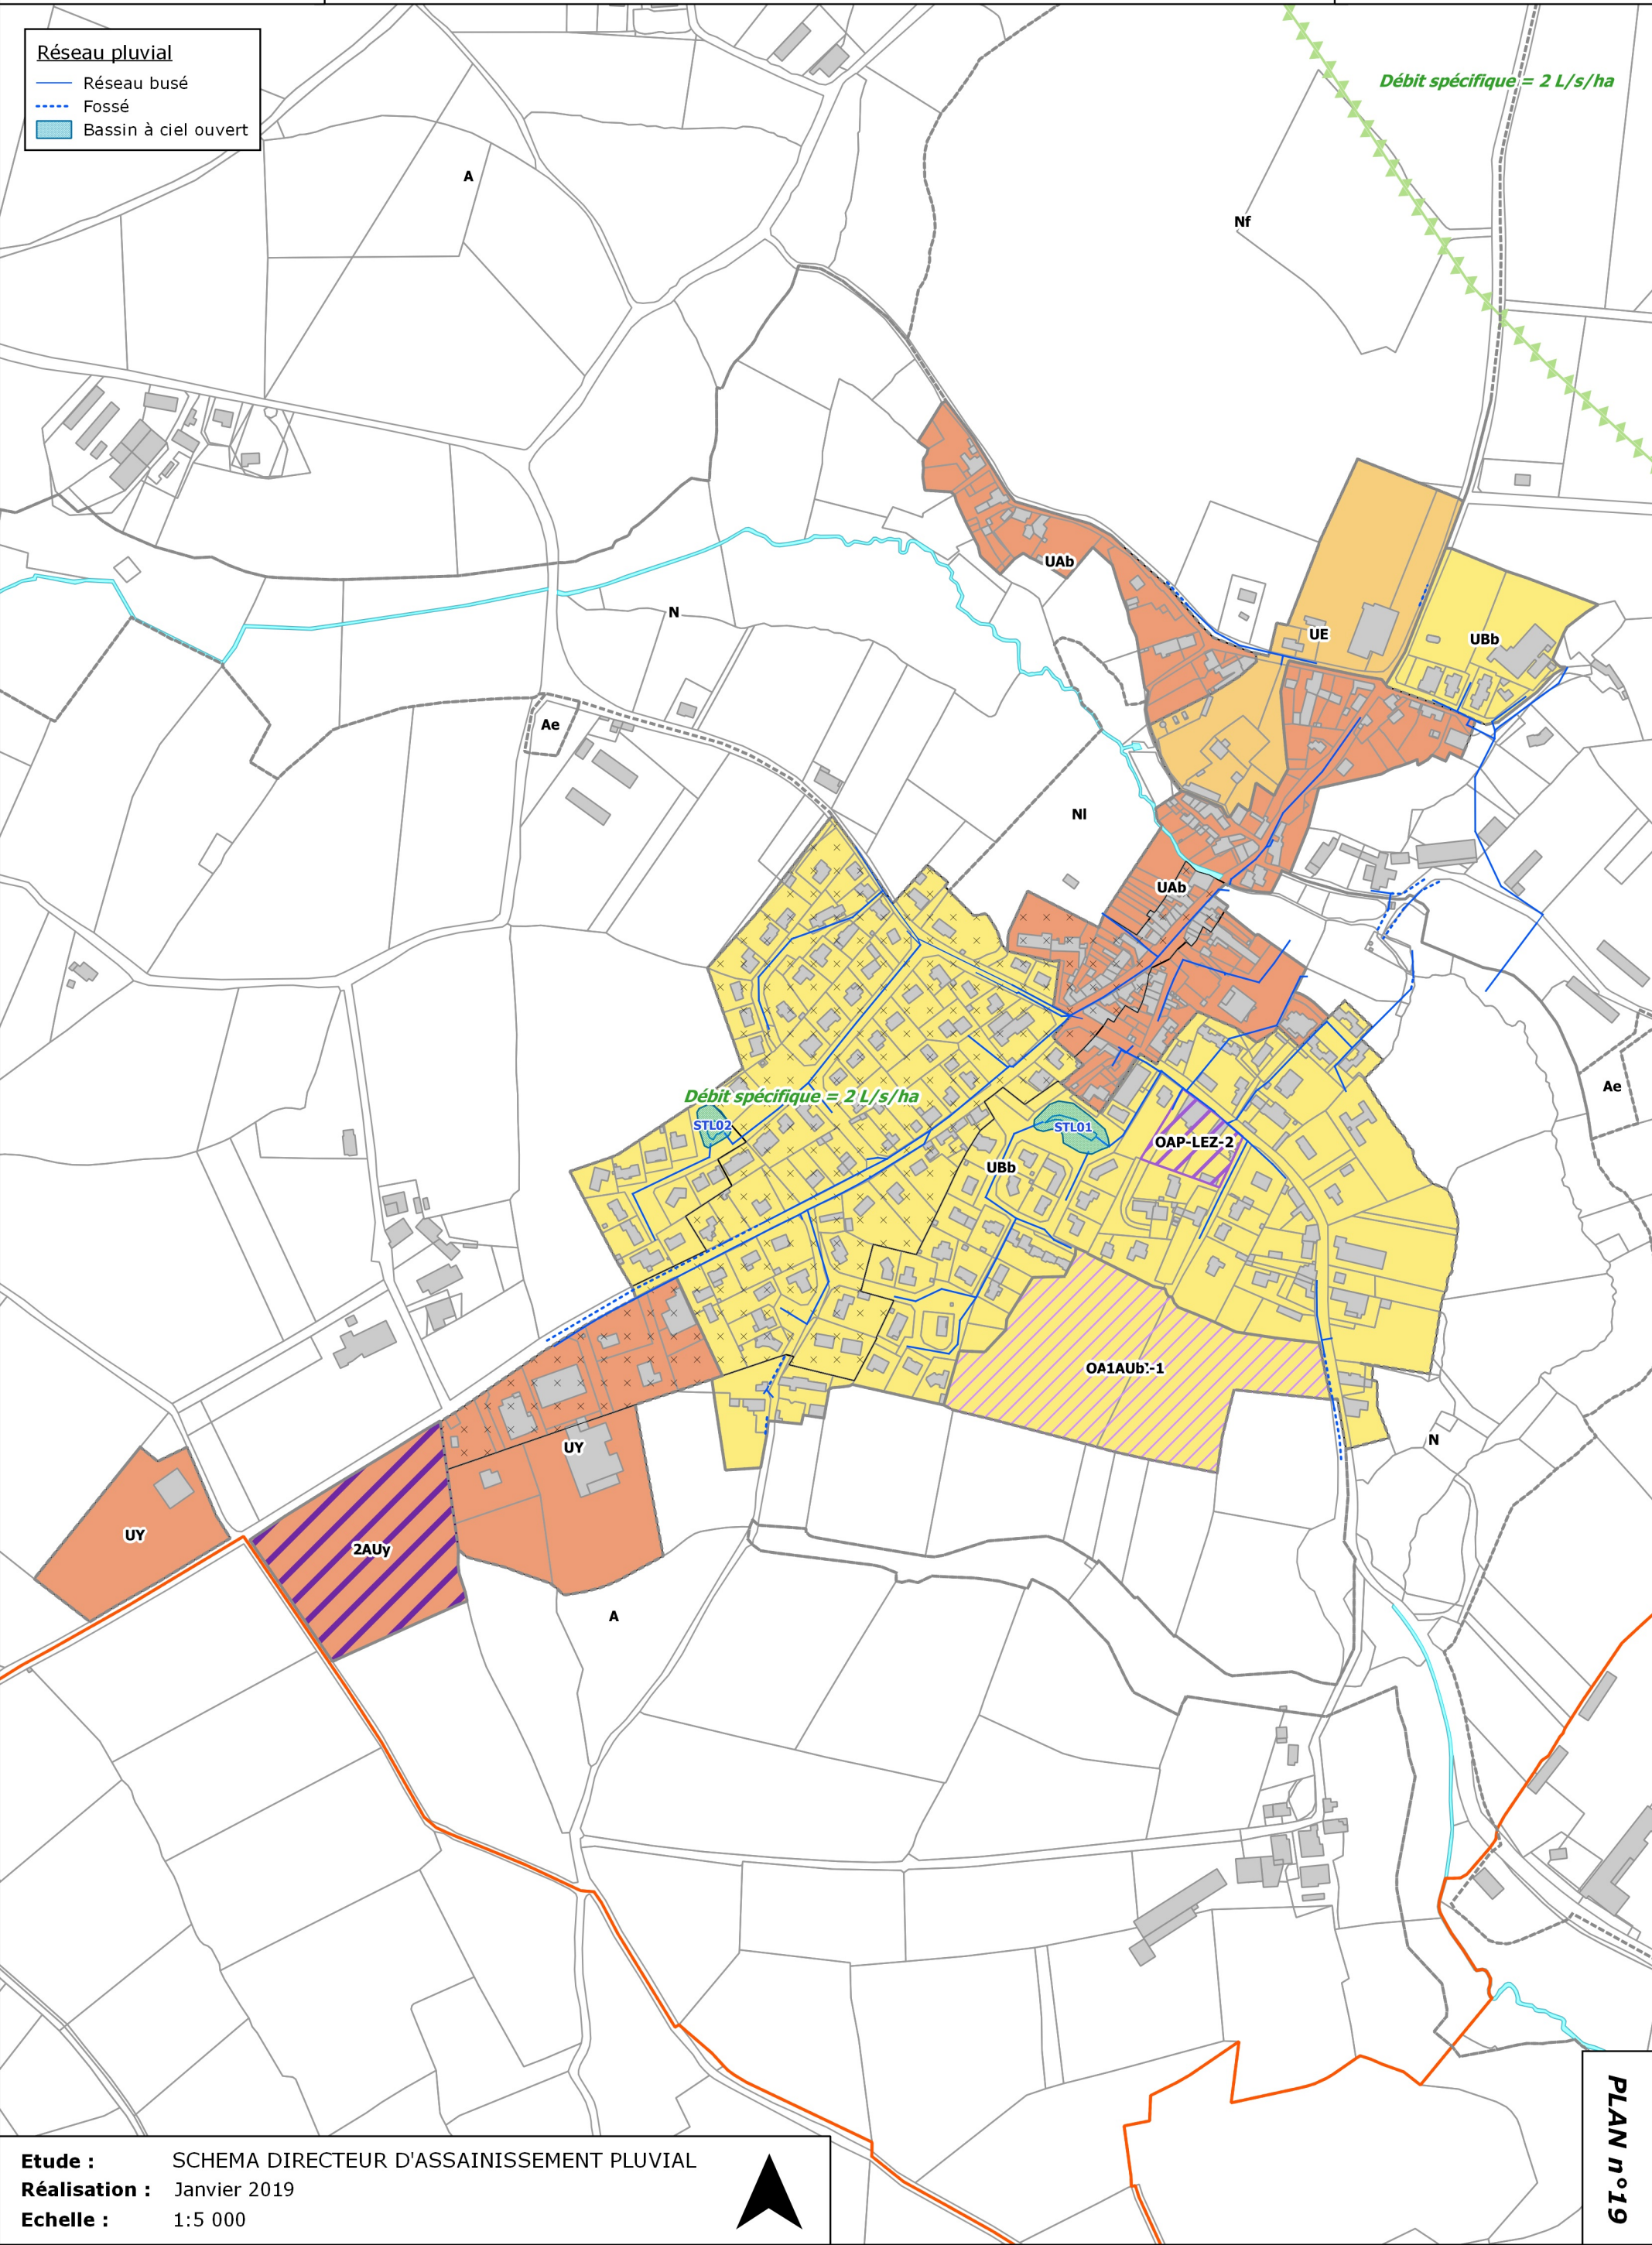 Réseau pluvial
Réseau busé
Fossé
Bassin à ciel ouvert
Débit spécifique = 2 L/s/ha
A
Nf
UAb
N
UE
UBb
Ae
Nl
UAb
Ae
Débit spécifique = 2 L/s/ha
STL02
STL01
OAP-LEZ-2
UBb
N
UY
UY
2AUy
A
PLAN n°19
Etude : SCHEMA DIRECTEUR D'ASSAINISSEMENT PLUVIAL
Réalisation : Janvier 2019
Echelle : 1:5 000